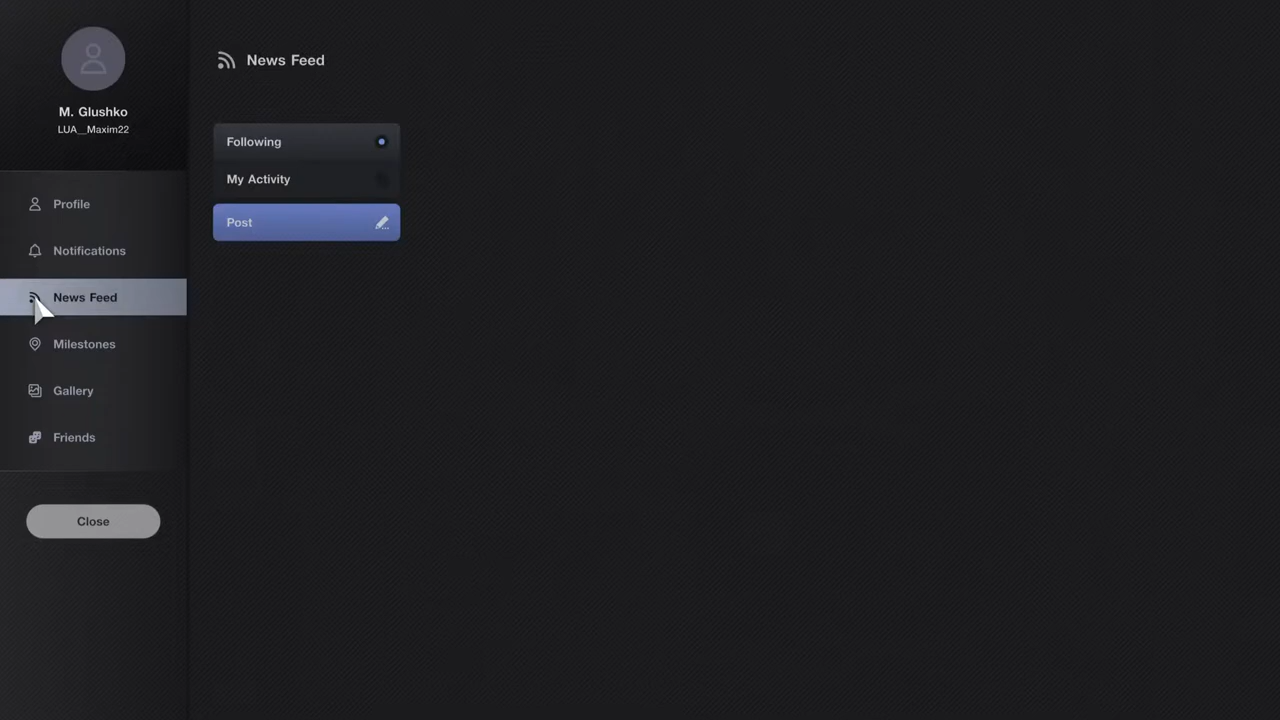 M. Glushko
LUA__Maxim22
Profile
Notifications
News Feed
Milestones
Gallery
Friends
Close
News Feed
Following
My Activity
Post